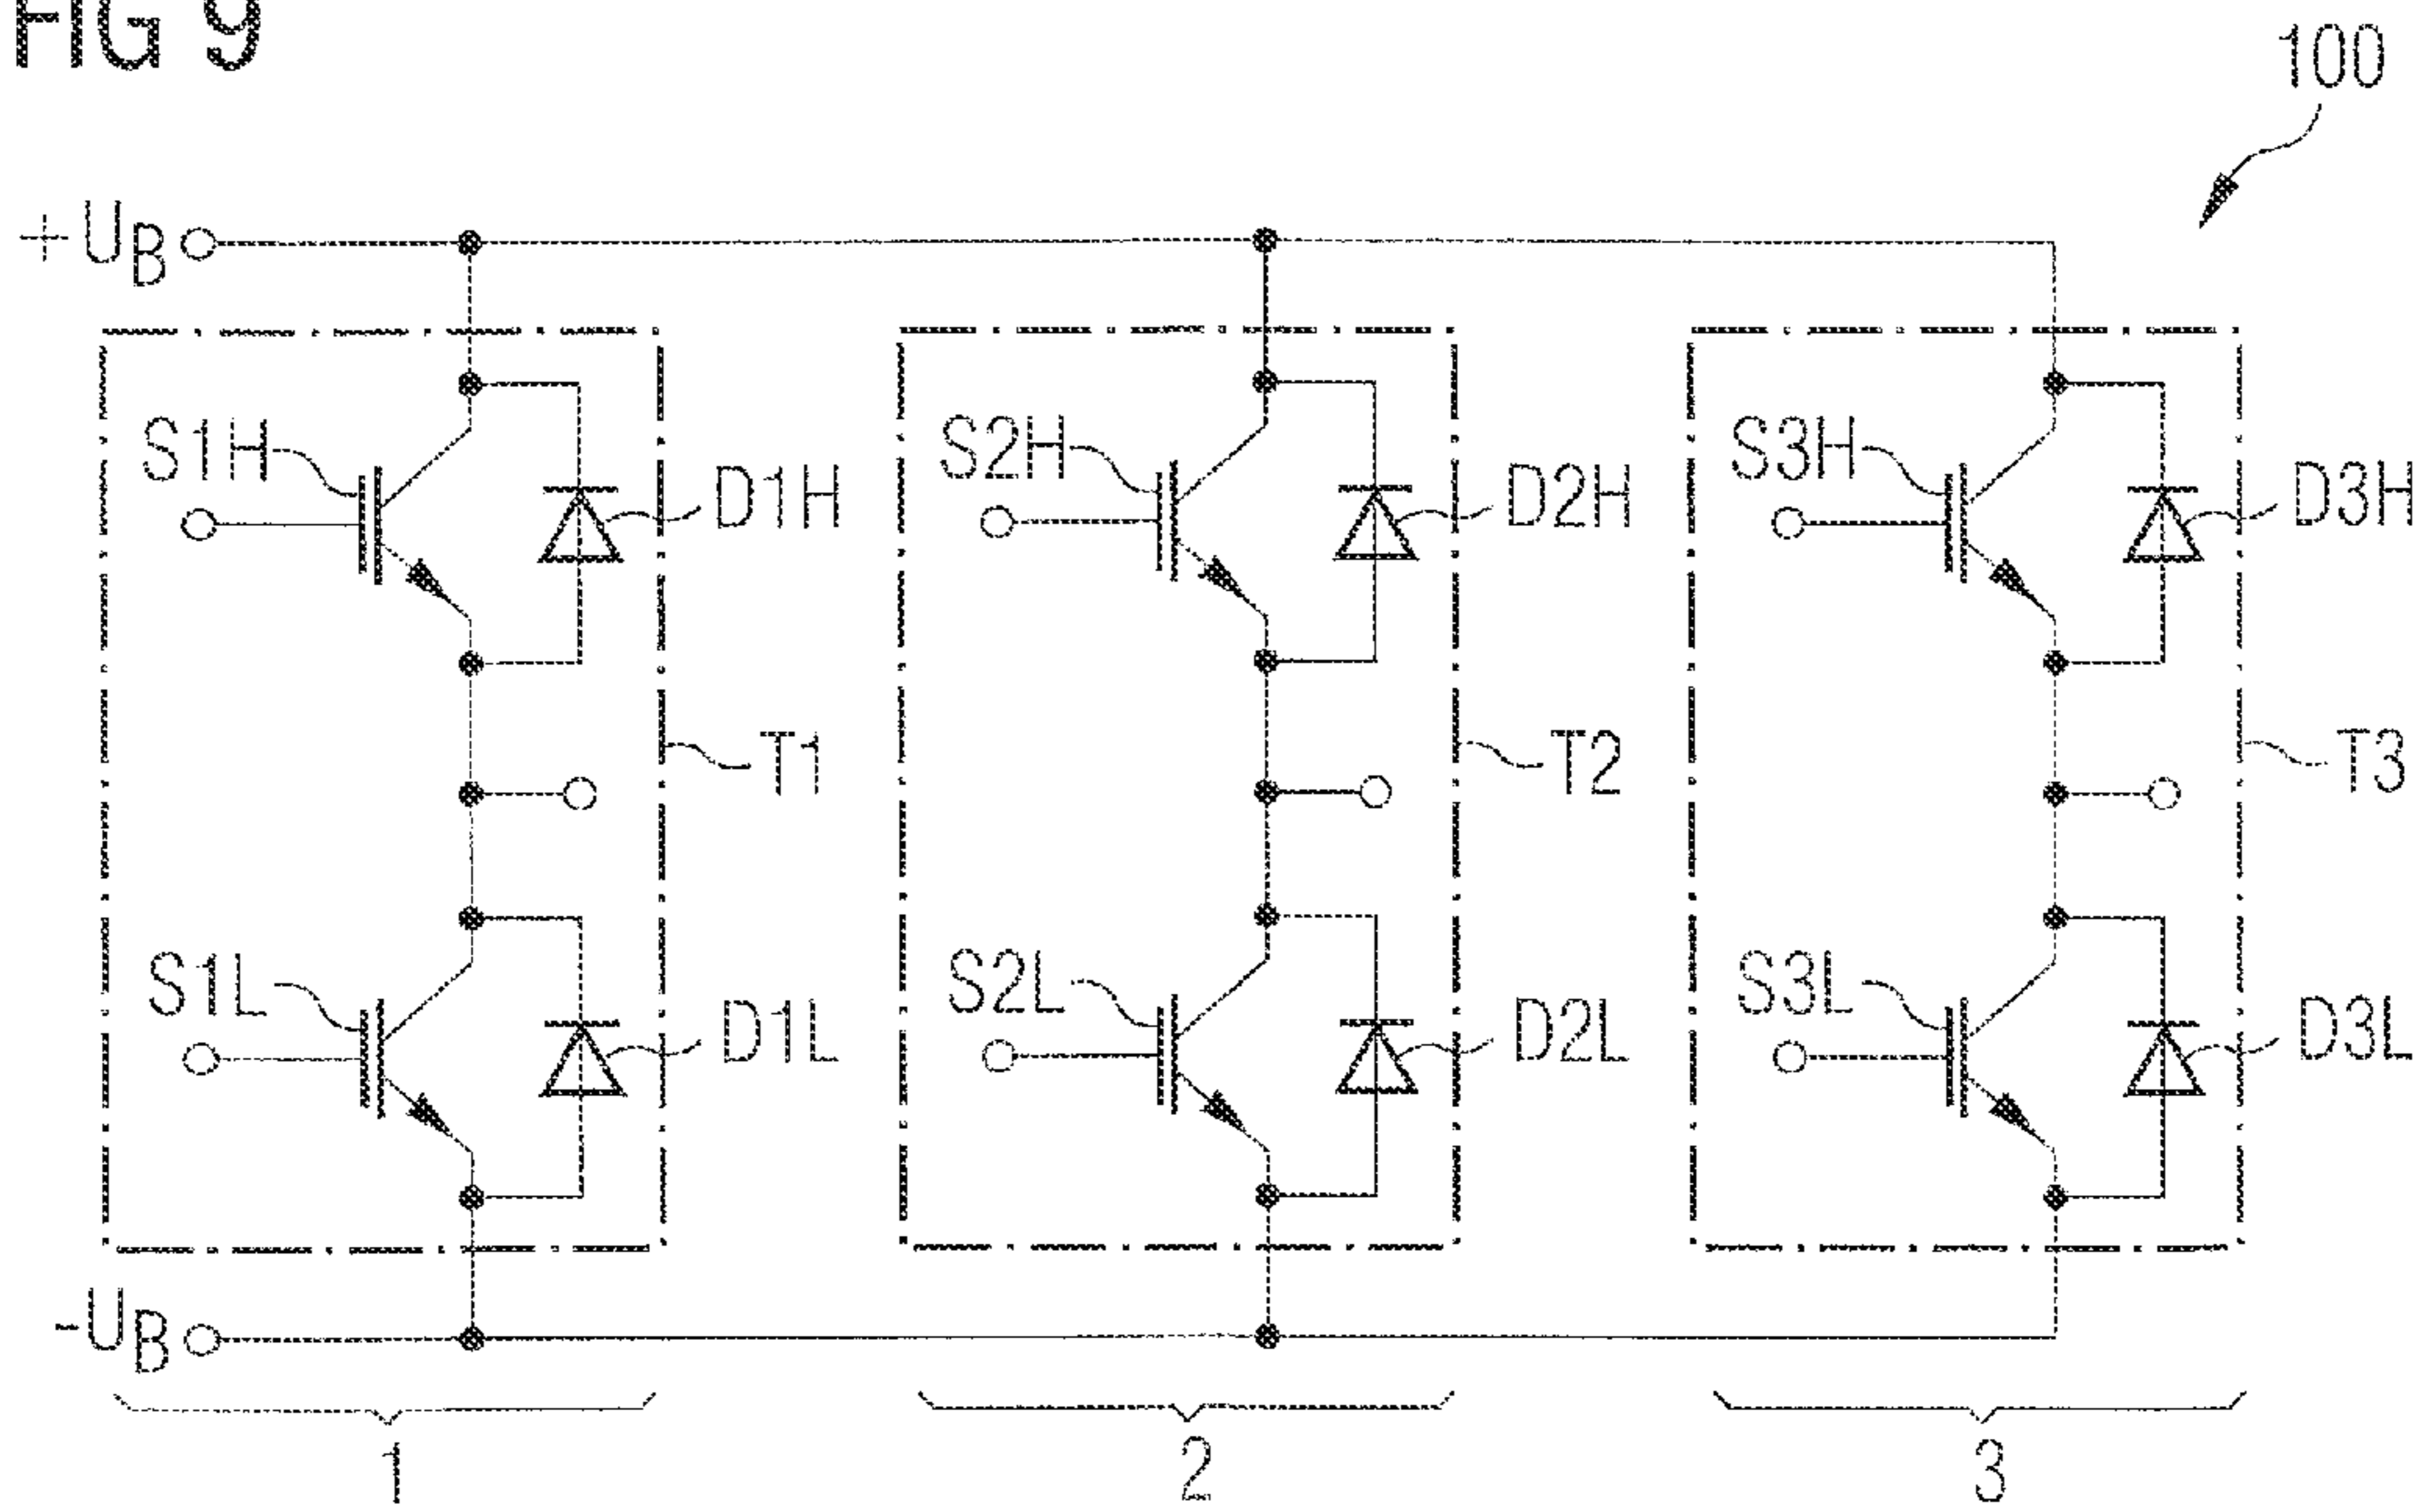 FIG 9
100
+UB
S1H
D1H
S2H
D2H
S3H
D3H
T1
T2
T3
S1L
D1L
S2L
D2L
S3L
D3L
-UB
1
2
3